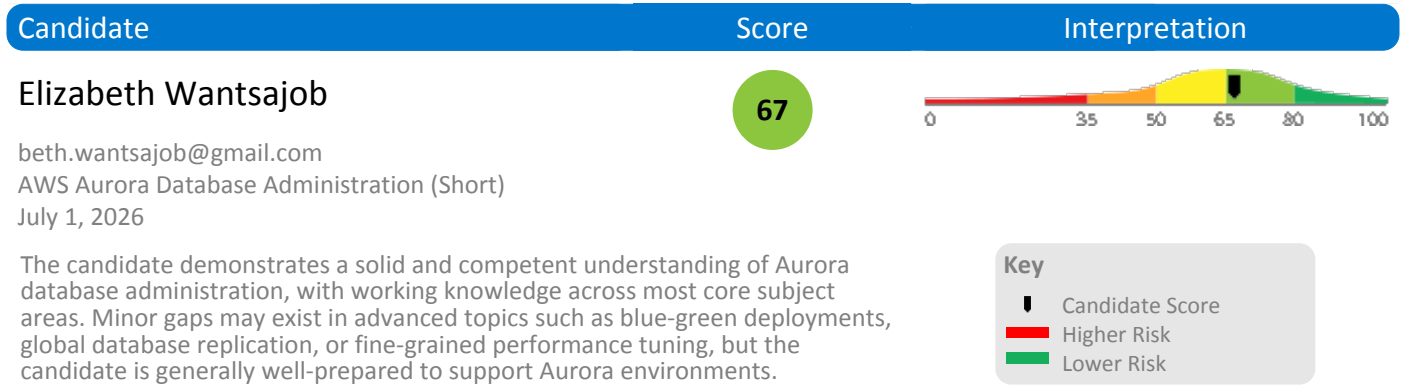 Candidate Score Interpretation
Elizabeth Wantsajob
67
0 35 50 65 80 100
beth.wantsajob@gmail.com
AWS Aurora Database Administration (Short)
July 1, 2026
The candidate demonstrates a solid and competent understanding of Aurora
database administration, with working knowledge across most core subject
areas. Minor gaps may exist in advanced topics such as blue-green deployments,
global database replication, or fine-grained performance tuning, but the
candidate is generally well-prepared to support Aurora environments.
Key
Candidate Score
Higher Risk
Lower Risk